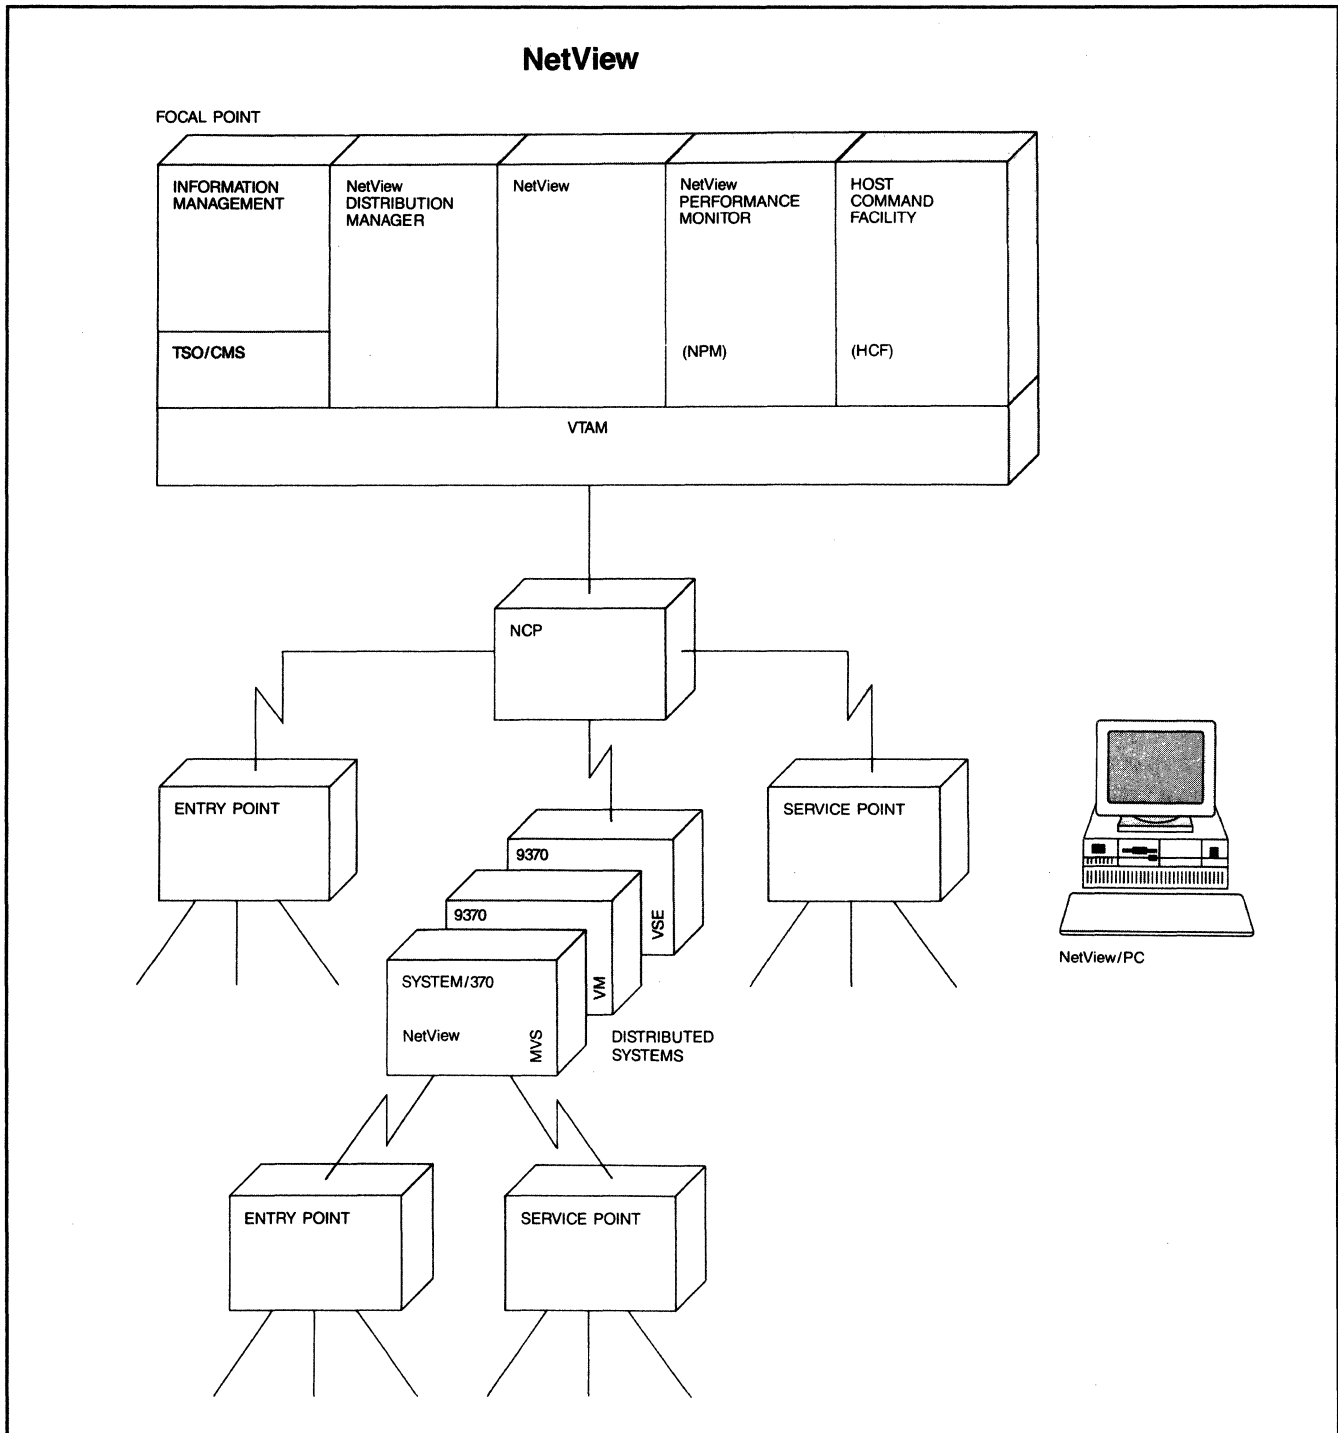 NetView
FOCAL POINT
INFORMATION
MANAGEMENT
TSO/CMS
NetView
DISTRIBUTION
MANAGER
NetView
NetView
PERFORMANCE
MONITOR
(NPM)
HOST
COMMAND
FACILITY
(HCF)
VTAM
NCP
ENTRY POINT
SERVICE POINT
9370
VSE
9370
VM
SYSTEM/370
NetView
MVS
DISTRIBUTED
SYSTEMS
NetView/PC
ENTRY POINT
SERVICE POINT